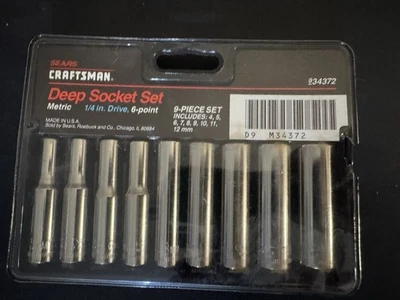 SEARS
CRAFTSMAN
934372
Deep Socket Set
Metric 1/4 in. Drive, 6-point
MADE IN U.S.A.
Sold by Sears, Roebuck and Co., Chicago, IL 60684
9-PIECE SET
INCLUDES: 4, 5,
6, 7, 8, 9, 10, 11,
12 mm
D9 M34372